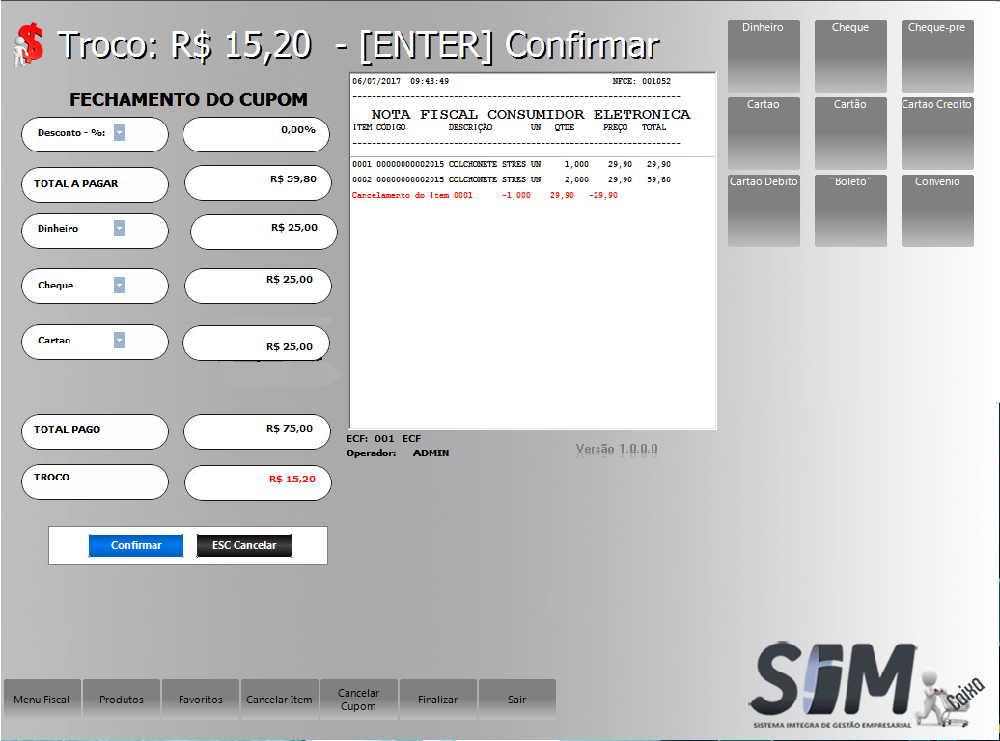 Troco: R$ 15,20 - [ENTER] Confirmar
FECHAMENTO DO CUPOM
Desconto - %: 0,00%
TOTAL A PAGAR R$ 59,80
Dinheiro R$ 25,00
Cheque R$ 25,00
Cartao R$ 25,00
TOTAL PAGO R$ 75,00
TROCO R$ 15,20
Confirmar ESC Cancelar
06/07/2017 09:43:49 NFCE: 001052
--------------------------------------------------------------------
NOTA FISCAL CONSUMIDOR ELETRONICA
ITEM CÓDIGO DESCRIÇÃO UN QTDE PREÇO TOTAL
--------------------------------------------------------------------
0001 00000000002015 COLCHONETE STRES UN 1,000 29,90 29,90
0002 00000000002015 COLCHONETE STRES UN 2,000 29,90 59,80
Cancelamento do Item 0001 -1,000 29,90 -29,90
ECF: 001 ECF
Operador: ADMIN
Versão 1.0.0.0
Dinheiro Cheque Cheque-pre
Cartao Cartão Cartao Credito
Cartao Debito "Boleto" Convenio
Menu Fiscal Produtos Favoritos Cancelar Item Cancelar Cupom Finalizar Sair
SIM
Caixa
SISTEMA IMTEGRA DE GESTÃO EMPRESARIAL